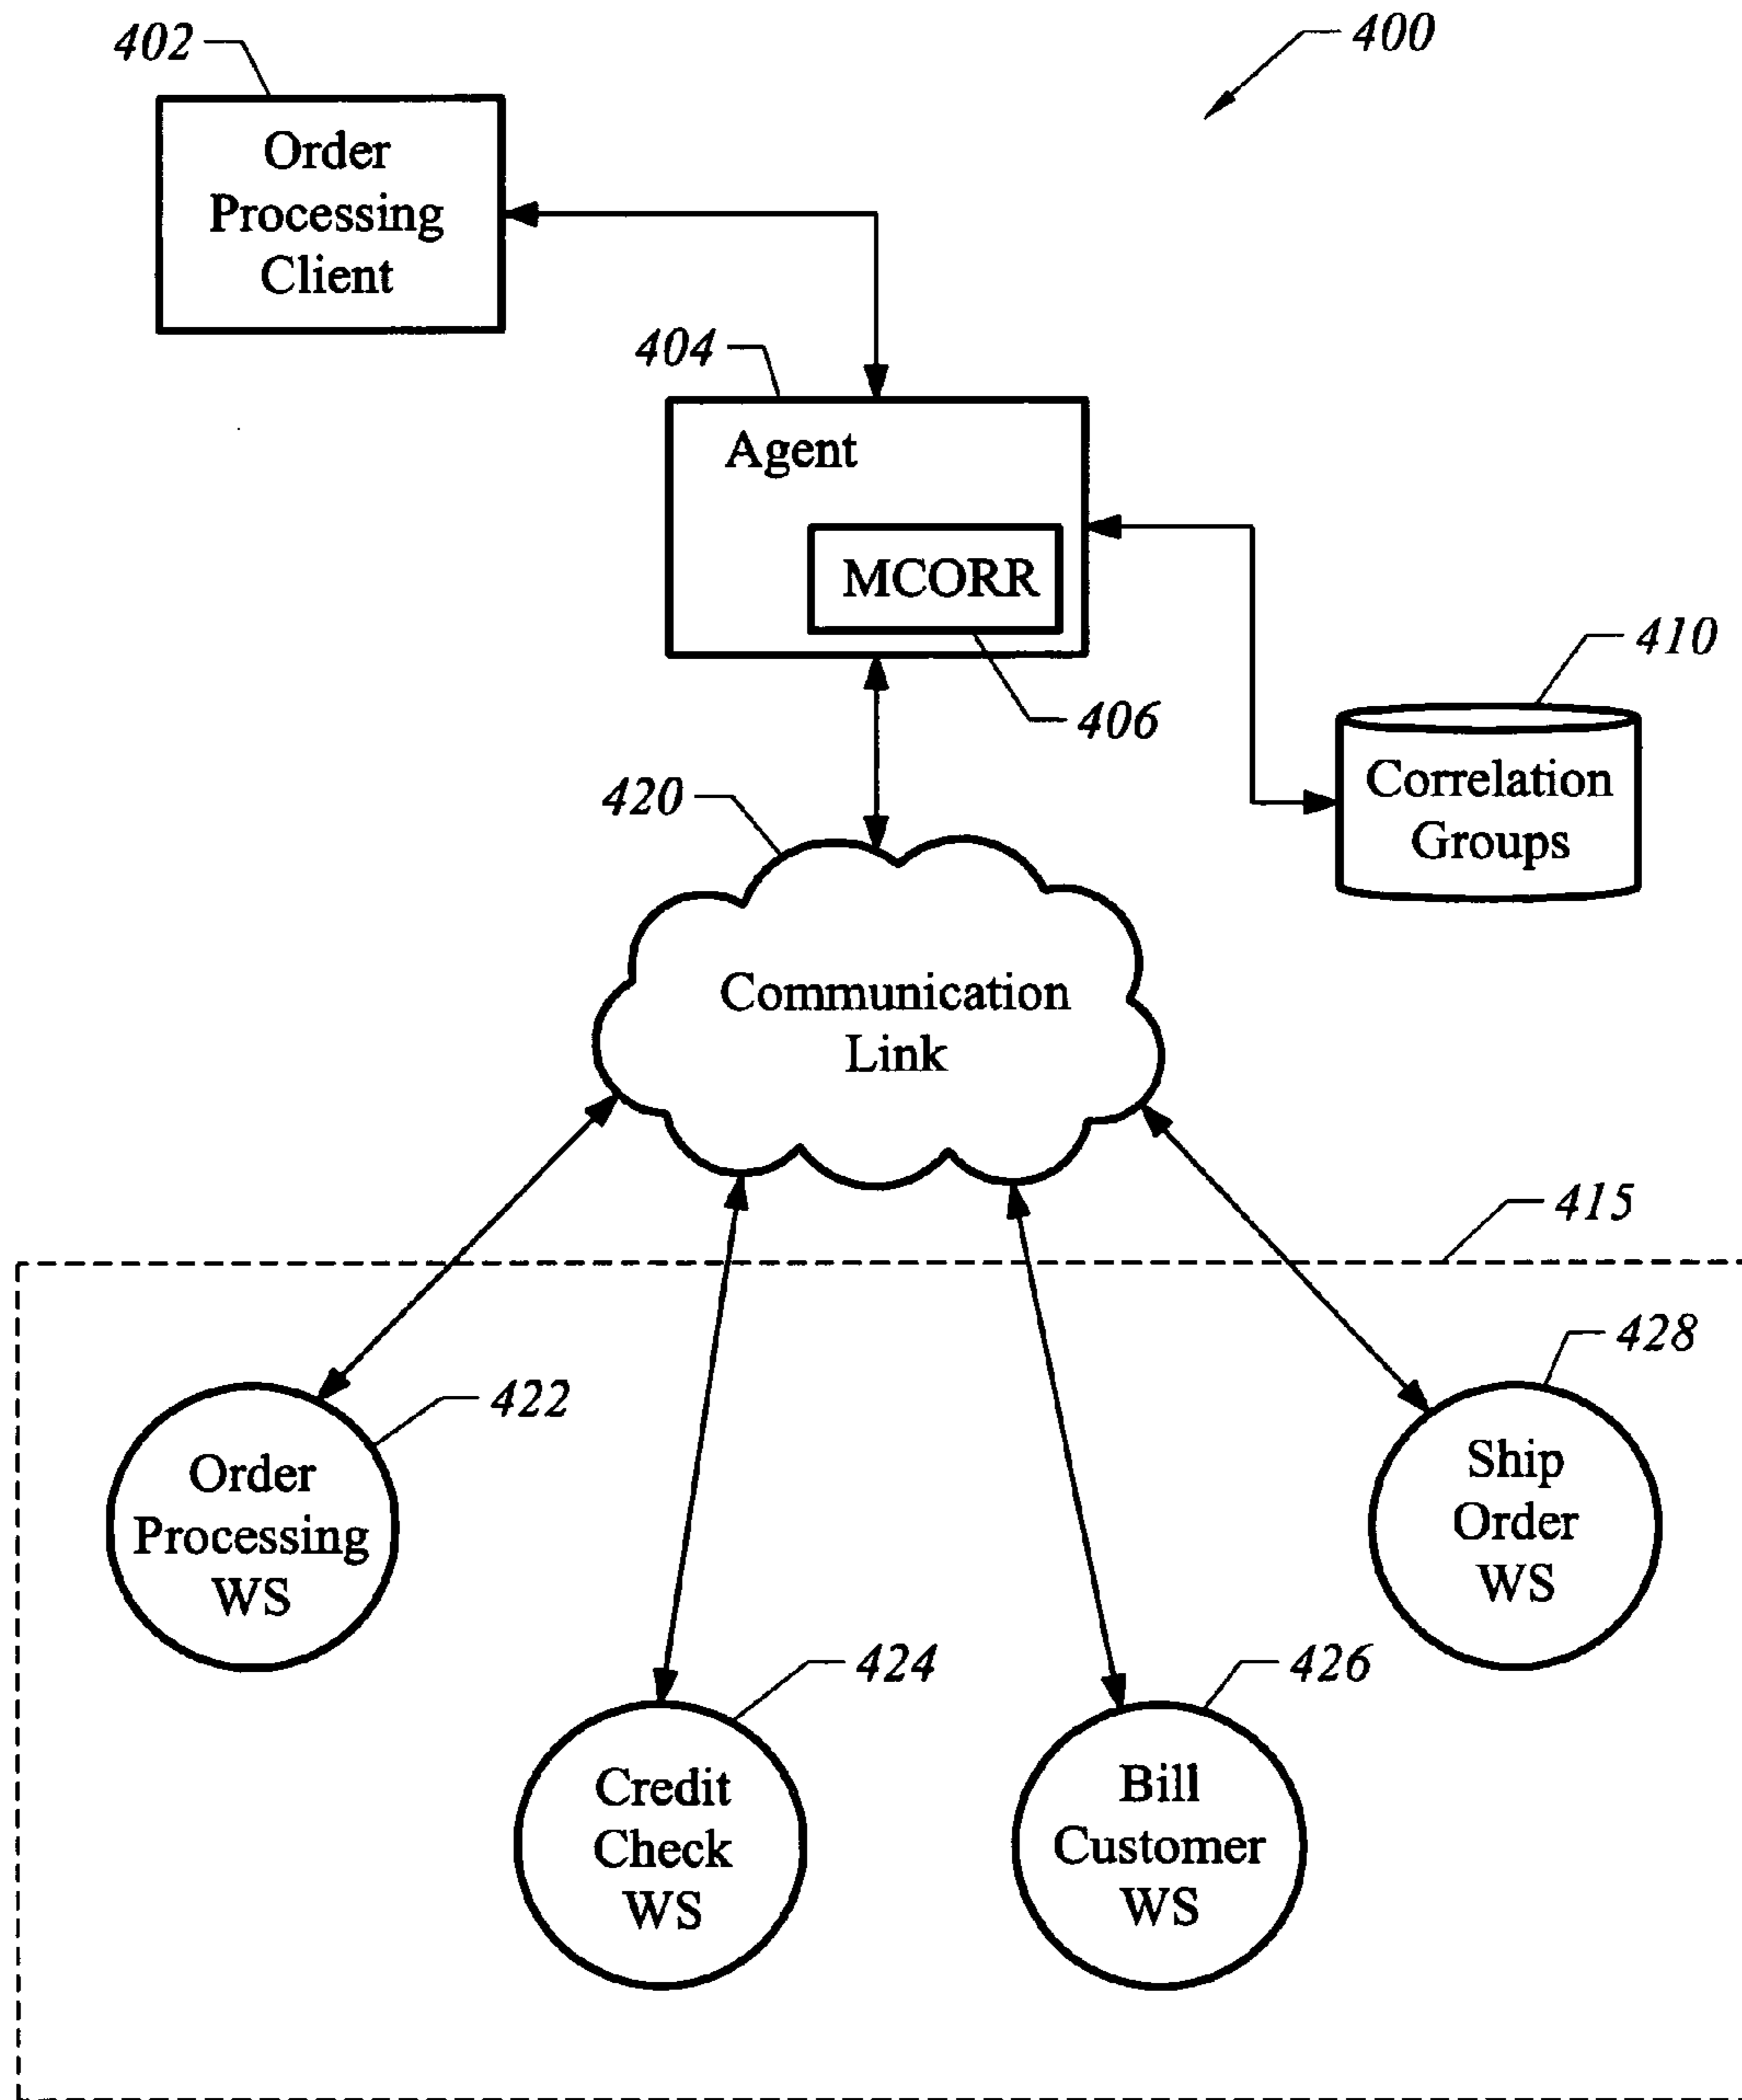 402
400
Order
Processing
Client
404
Agent
MCORR
406
410
Correlation
Groups
420
Communication
Link
415
428
422
Order
Processing
WS
Ship
Order
WS
424
426
Credit
Check
WS
Bill
Customer
WS